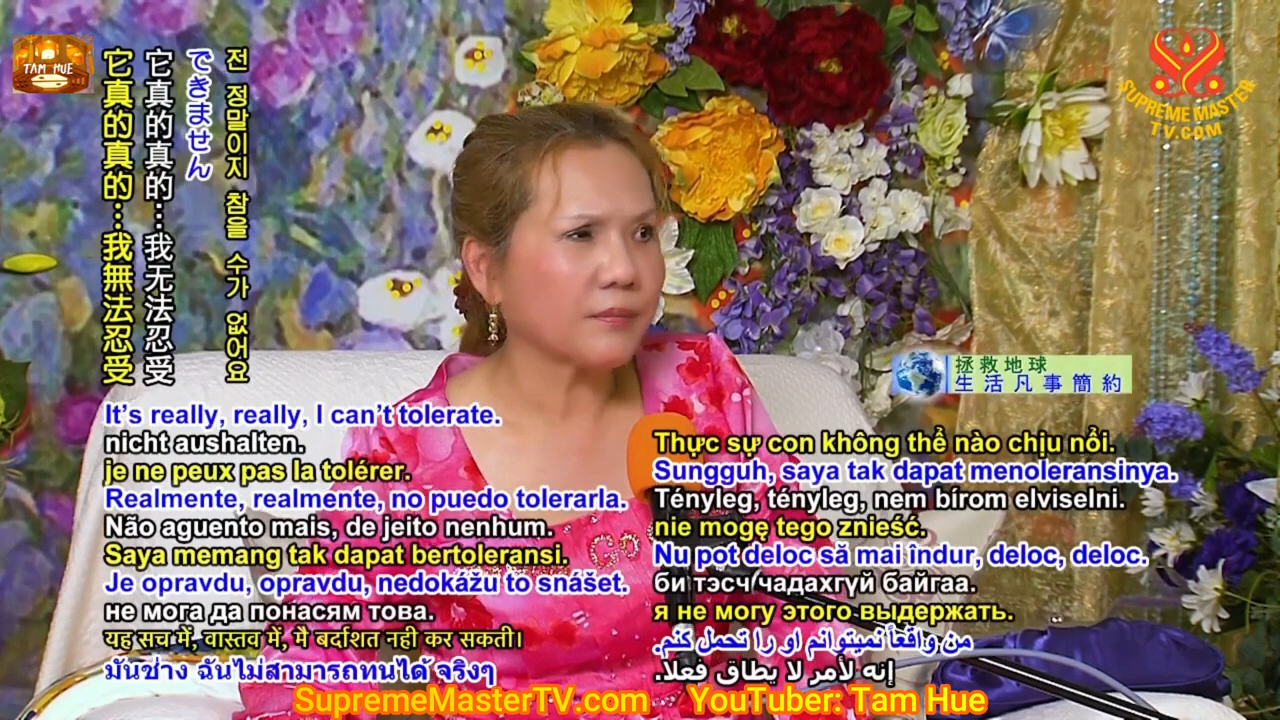 TAM HUE
SUPREME MASTER
TV.COM
전 정말이지 참을 수가 없어요
できません
它真的真的…我无法忍受
它真的真的…我無法忍受
拯救地球
生活凡事簡約
It's really, really, I can't tolerate.
nicht aushalten.
je ne peux pas la tolérer.
Realmente, realmente, no puedo tolerarla.
Não aguento mais, de jeito nenhum.
Saya memang tak dapat bertoleransi.
Je opravdu, opravdu, nedokážu to snášet.
не мога да понасям това.
यह सच में, वास्तव में, मै बर्दाशत नही कर सकती।
มันช่าง ฉันไม่สามารถทนได้ จริงๆ
Thực sự con không thể nào chịu nổi.
Sungguh, saya tak dapat menoleransinya.
Tényleg, tényleg, nem bírom elviselni.
nie mogę tego znieść.
Nu pot deloc să mai îndur, deloc, deloc.
би тэсч чадахгүй байгаа.
я не могу этого выдержать.
من واقعاً نمیتوانم او را تحمل کنم.
إنه لأمر لا يطاق فعلا.
SupremeMasterTV.com YouTuber: Tam Hue